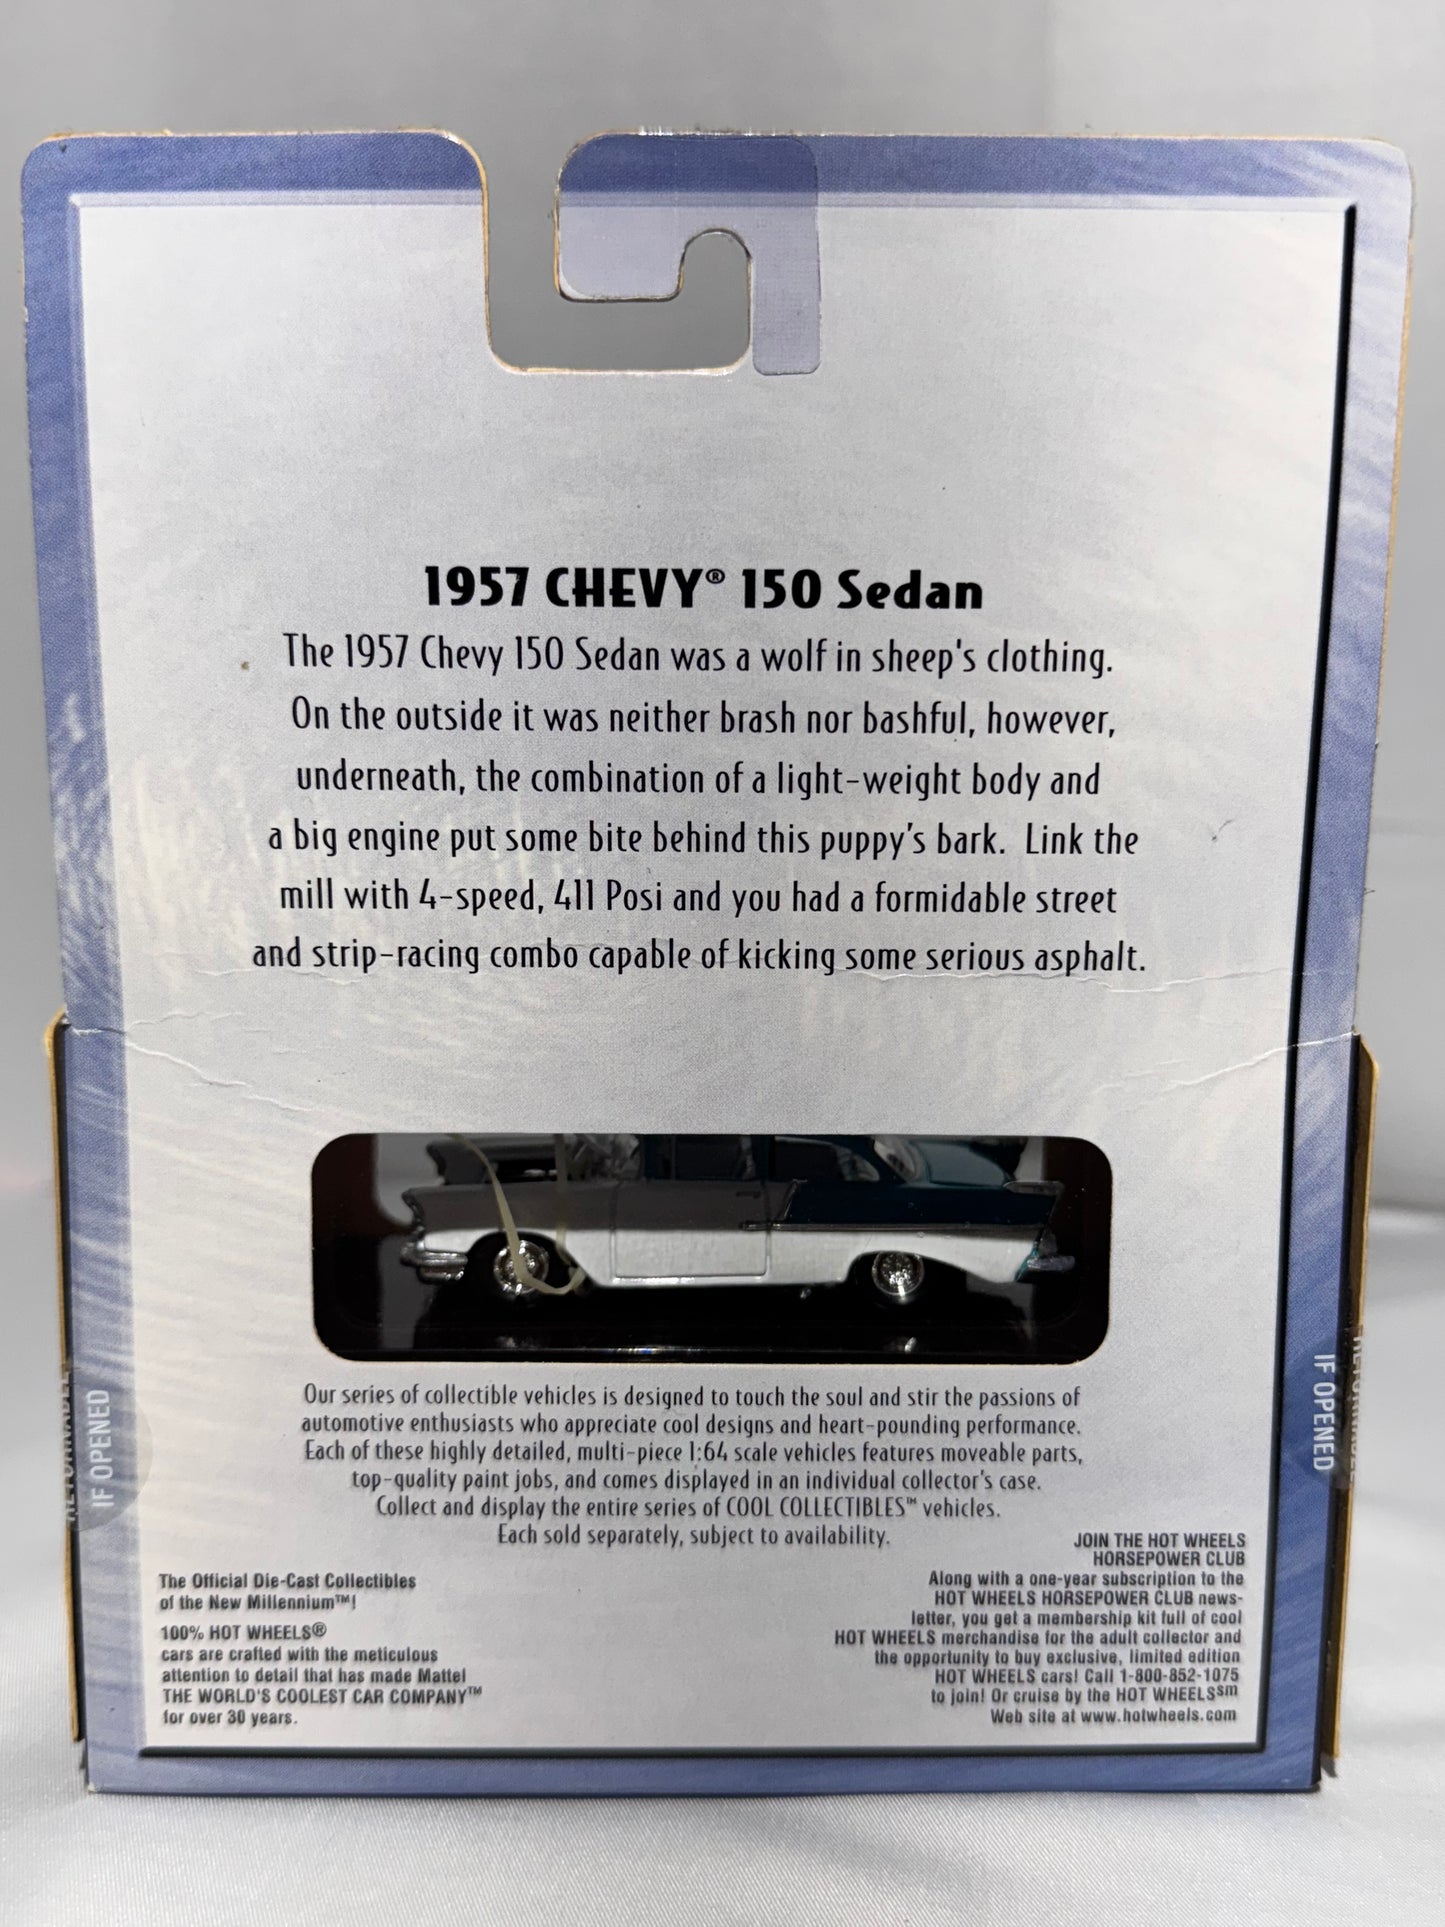 1957 CHEVY® 150 Sedan
The 1957 Chevy 150 Sedan was a wolf in sheep's clothing.
On the outside it was neither brash nor bashful, however,
underneath, the combination of a light-weight body and
a big engine put some bite behind this puppy's bark. Link the
mill with 4-speed, 411 Posi and you had a formidable street
and strip-racing combo capable of kicking some serious asphalt.
IF OPENED
IF OPENED
Our series of collectible vehicles is designed to touch the soul and stir the passions of
automotive enthusiasts who appreciate cool designs and heart-pounding performance.
Each of these highly detailed, multi-piece 1:64 scale vehicles features moveable parts,
top-quality paint jobs, and comes displayed in an individual collector's case.
Collect and display the entire series of COOL COLLECTIBLES™ vehicles.
Each sold separately, subject to availability.
The Official Die-Cast Collectibles
of the New Millennium™!
100% HOT WHEELS®
cars are crafted with the meticulous
attention to detail that has made Mattel
THE WORLD'S COOLEST CAR COMPANY™
for over 30 years.
JOIN THE HOT WHEELS
HORSEPOWER CLUB
Along with a one-year subscription to the
HOT WHEELS HORSEPOWER CLUB news-
letter, you get a membership kit full of cool
HOT WHEELS merchandise for the adult collector and
the opportunity to buy exclusive, limited edition
HOT WHEELS cars! Call 1-800-852-1075
to join! Or cruise by the HOT WHEELSsm
Web site at www.hotwheels.com